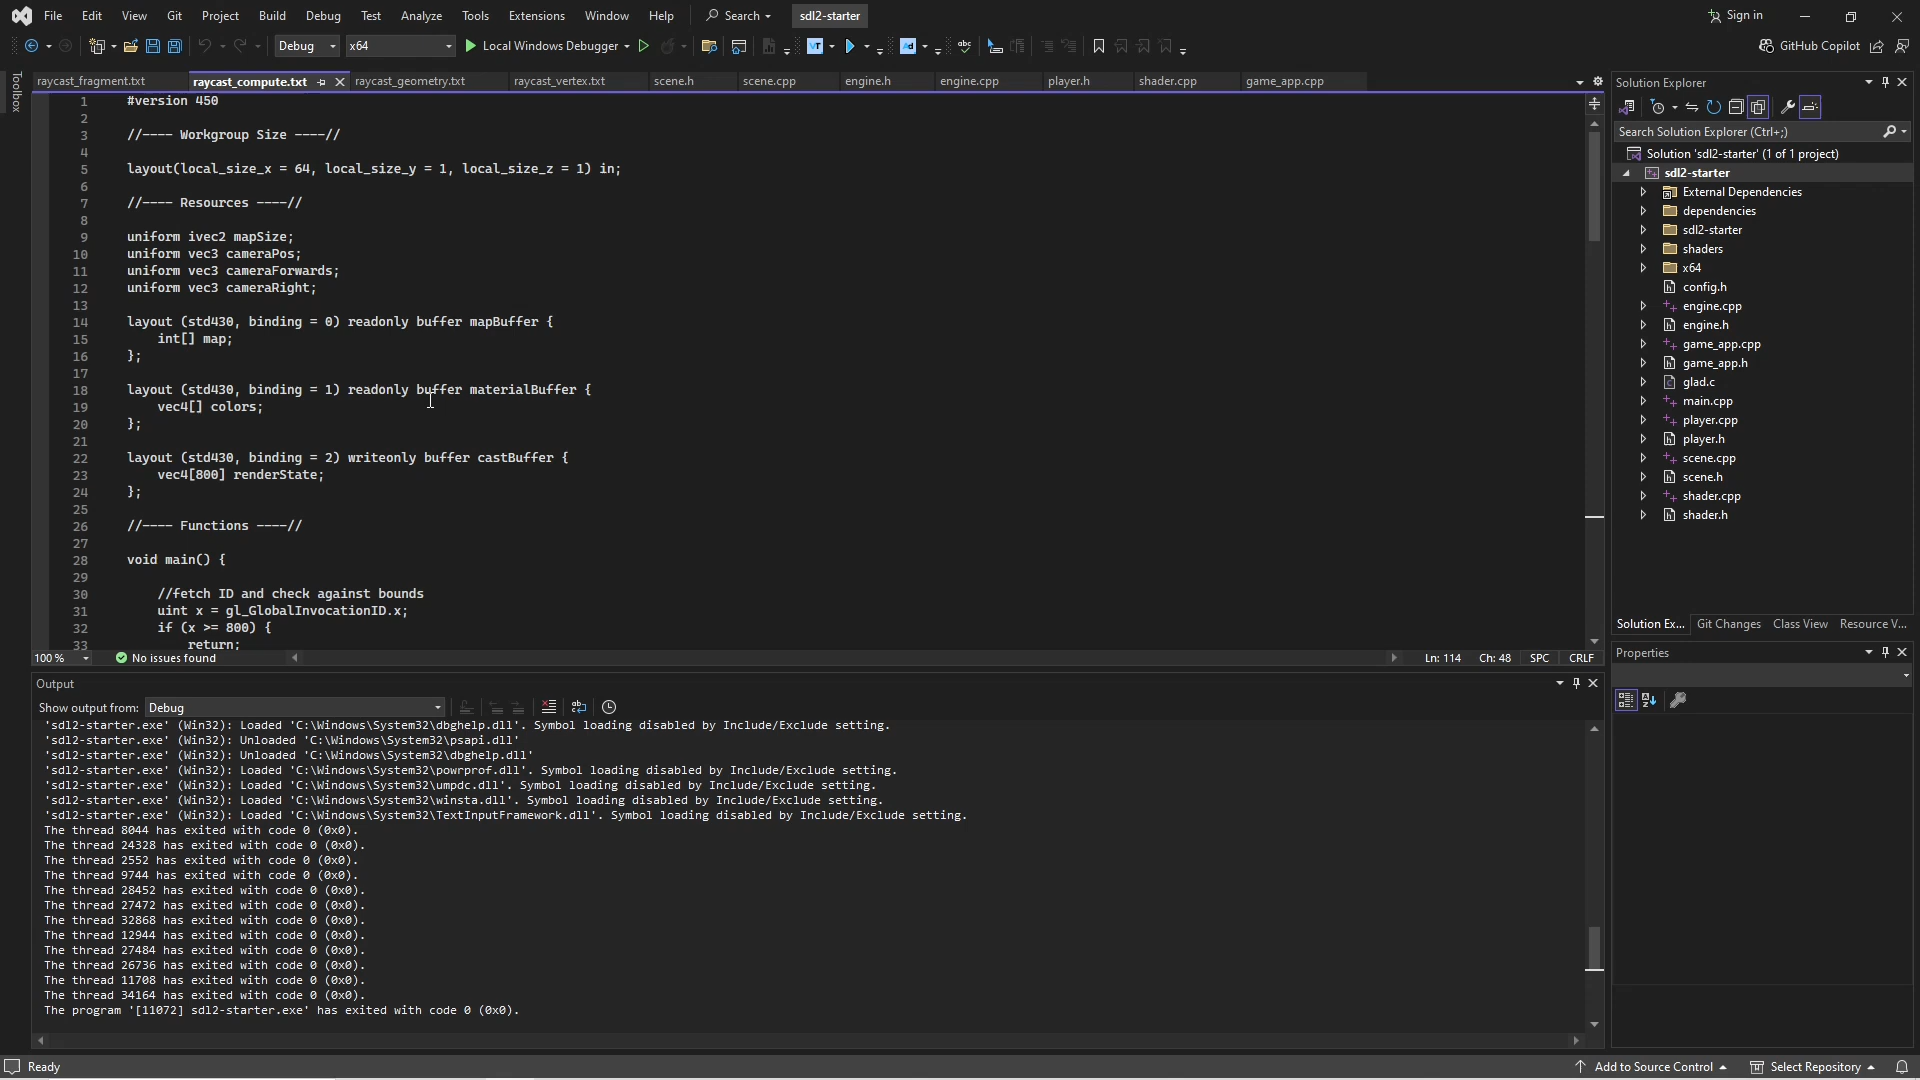 File Edit View Git Project Build Debug Test Analyze Tools Extensions Window Help Search sdl2-starter Sign in
Debug x64 Local Windows Debugger VT Ad abc GitHub Copilot
Toolbox
raycast_fragment.txt raycast_compute.txt raycast_geometry.txt raycast_vertex.txt scene.h scene.cpp engine.h engine.cpp player.h shader.cpp game_app.cpp
1 #version 450
2
3 //---- Workgroup Size ----//
4
5 layout(local_size_x = 64, local_size_y = 1, local_size_z = 1) in;
6
7 //---- Resources ----//
8
9 uniform ivec2 mapSize;
10 uniform vec3 cameraPos;
11 uniform vec3 cameraForwards;
12 uniform vec3 cameraRight;
13
14 layout (std430, binding = 0) readonly buffer mapBuffer {
15 int[] map;
16 };
17
18 layout (std430, binding = 1) readonly buffer materialBuffer {
19 vec4[] colors;
20 };
21
22 layout (std430, binding = 2) writeonly buffer castBuffer {
23 vec4[800] renderState;
24 };
25
26 //---- Functions ----//
27
28 void main() {
29
30 //fetch ID and check against bounds
31 uint x = gl_GlobalInvocationID.x;
32 if (x >= 800) {
33 return;
100 % No issues found Ln: 114 Ch: 48 SPC CRLF
Output
Show output from: Debug
'sdl2-starter.exe' (Win32): Loaded 'C:\Windows\System32\dbghelp.dll'. Symbol loading disabled by Include/Exclude setting.
'sdl2-starter.exe' (Win32): Unloaded 'C:\Windows\System32\psapi.dll'
'sdl2-starter.exe' (Win32): Unloaded 'C:\Windows\System32\dbghelp.dll'
'sdl2-starter.exe' (Win32): Loaded 'C:\Windows\System32\powrprof.dll'. Symbol loading disabled by Include/Exclude setting.
'sdl2-starter.exe' (Win32): Loaded 'C:\Windows\System32\umpdc.dll'. Symbol loading disabled by Include/Exclude setting.
'sdl2-starter.exe' (Win32): Loaded 'C:\Windows\System32\winsta.dll'. Symbol loading disabled by Include/Exclude setting.
'sdl2-starter.exe' (Win32): Loaded 'C:\Windows\System32\TextInputFramework.dll'. Symbol loading disabled by Include/Exclude setting.
The thread 8044 has exited with code 0 (0x0).
The thread 24328 has exited with code 0 (0x0).
The thread 2552 has exited with code 0 (0x0).
The thread 9744 has exited with code 0 (0x0).
The thread 28452 has exited with code 0 (0x0).
The thread 27472 has exited with code 0 (0x0).
The thread 32868 has exited with code 0 (0x0).
The thread 12944 has exited with code 0 (0x0).
The thread 27484 has exited with code 0 (0x0).
The thread 26736 has exited with code 0 (0x0).
The thread 11708 has exited with code 0 (0x0).
The thread 34164 has exited with code 0 (0x0).
The program '[11072] sdl2-starter.exe' has exited with code 0 (0x0).
Solution Explorer
Search Solution Explorer (Ctrl+;)
Solution 'sdl2-starter' (1 of 1 project)
sdl2-starter
External Dependencies
dependencies
sdl2-starter
shaders
x64
config.h
engine.cpp
engine.h
game_app.cpp
game_app.h
glad.c
main.cpp
player.cpp
player.h
scene.cpp
scene.h
shader.cpp
shader.h
Solution Ex... Git Changes Class View Resource V...
Properties
Ready Add to Source Control Select Repository